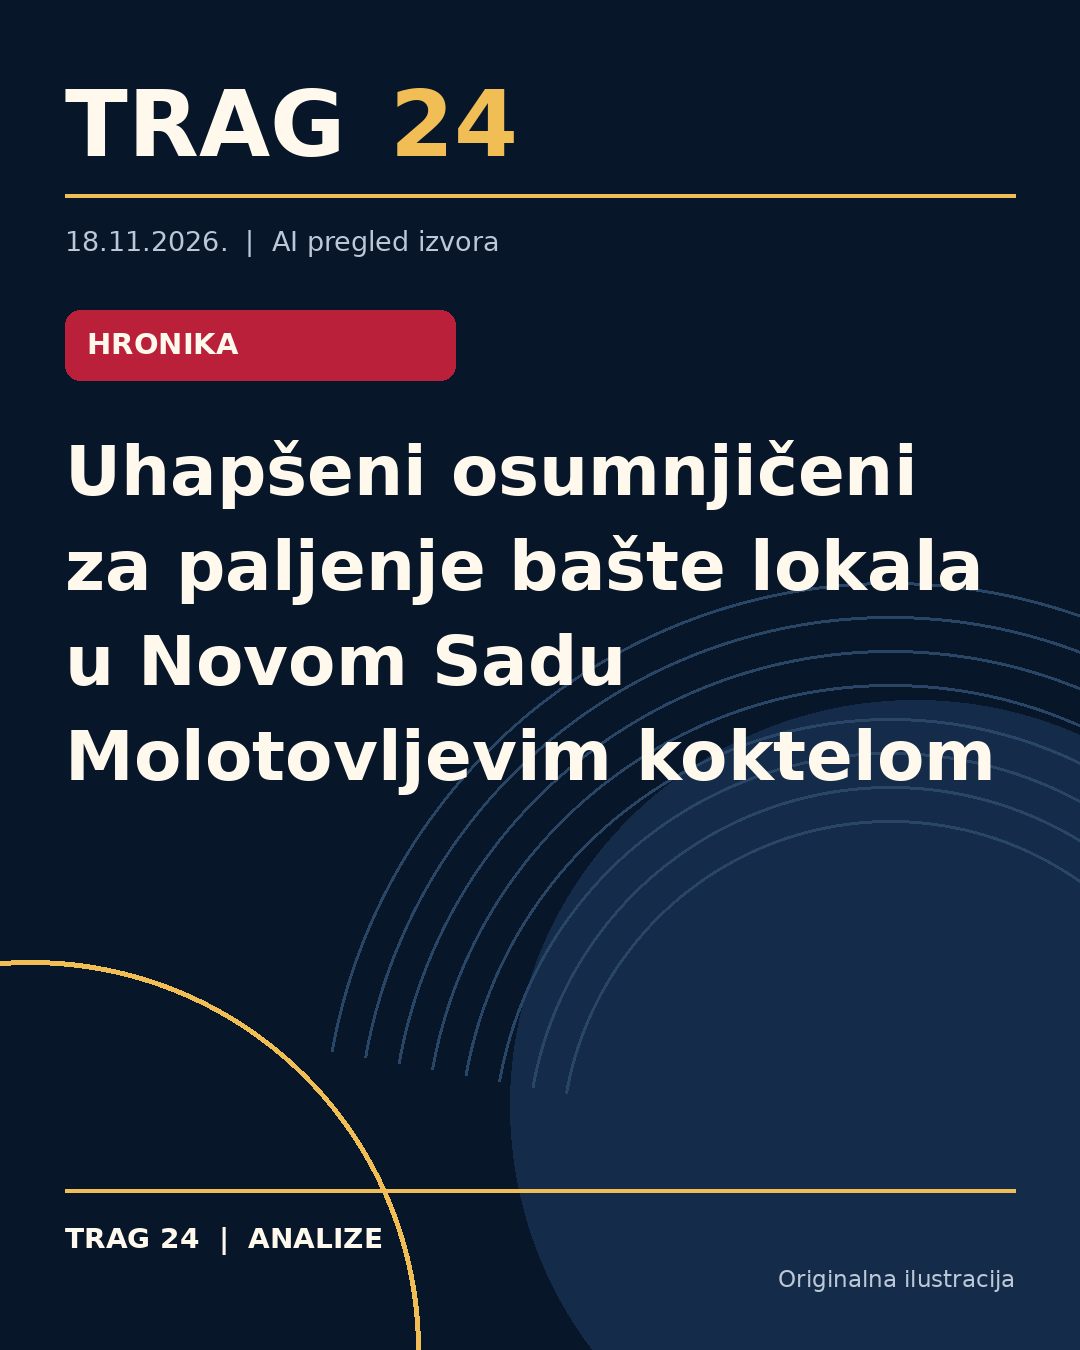 TRAG 24
18.11.2026. | AI pregled izvora
HRONIKA
Uhapšeni osumnjičeni
za paljenje bašte lokala
u Novom Sadu
Molotovljevim koktelom
TRAG 24 | ANALIZE
Originalna ilustracija